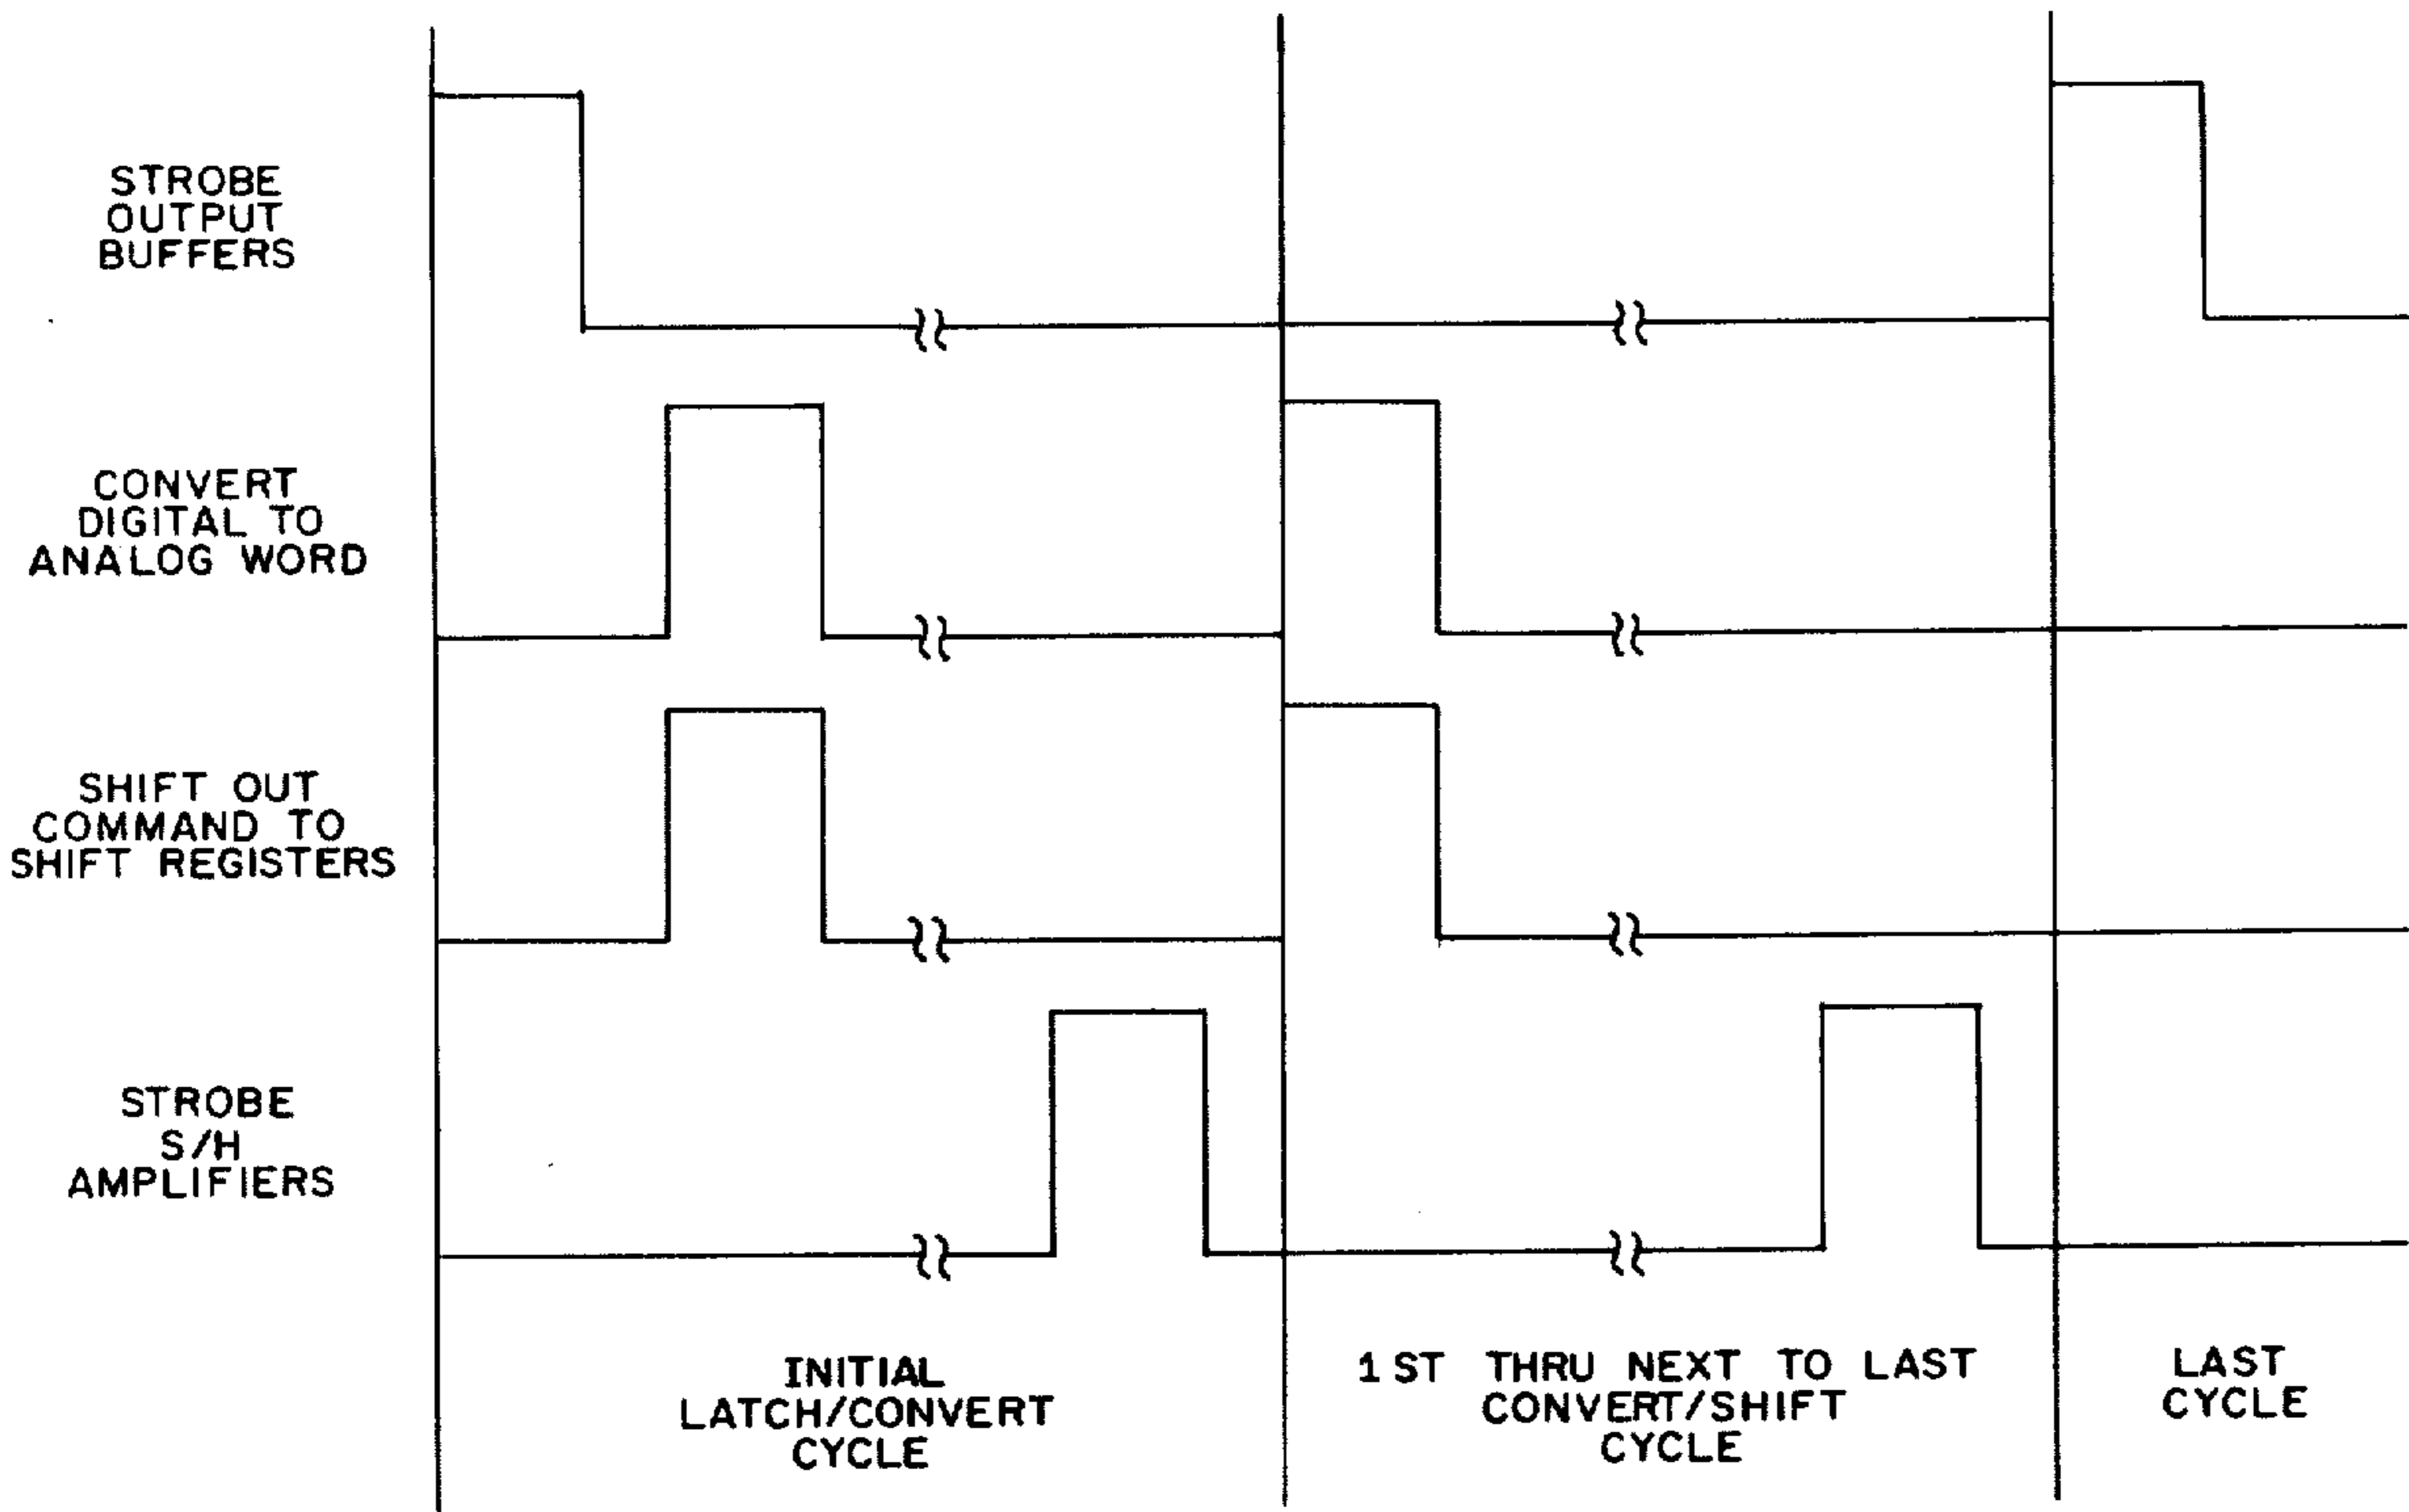 STROBE
OUTPUT
BUFFERS
CONVERT
DIGITAL TO
ANALOG WORD
SHIFT OUT
COMMAND TO
SHIFT REGISTERS
STROBE
S/H
AMPLIFIERS
INITIAL
LATCH/CONVERT
CYCLE
1 ST THRU NEXT TO LAST
CONVERT/SHIFT
CYCLE
LAST
CYCLE